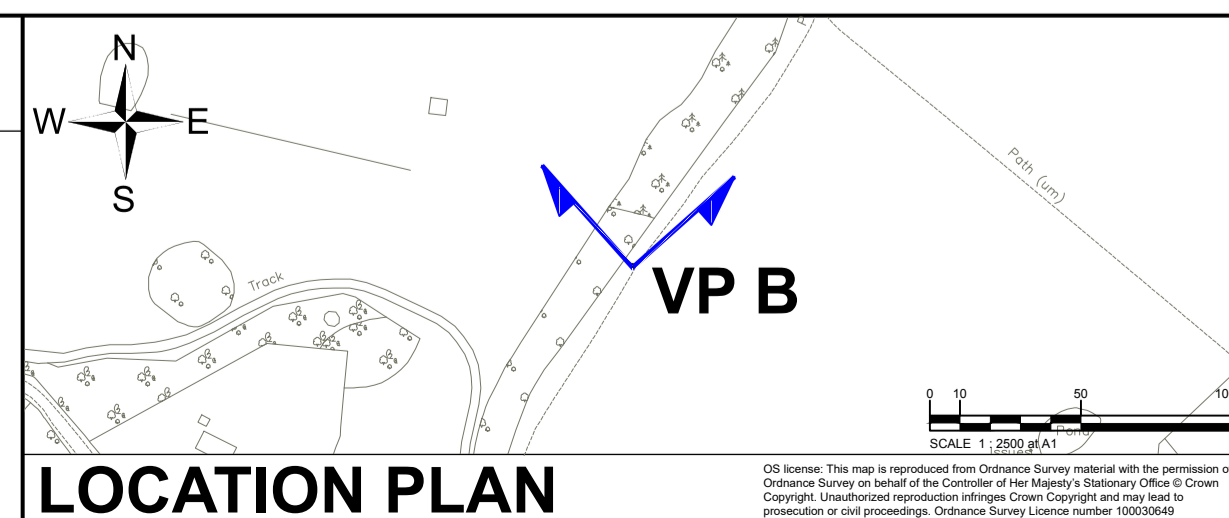 N
W E
S
Path (um)
Track
VP B
0 10 50 10
SCALE 1 : 2500 at A1
Pond
Issues
LOCATION PLAN
OS license: This map is reproduced from Ordnance Survey material with the permission o
Ordnance Survey on behalf of the Controller of Her Majesty's Stationary Office © Crown
Copyright. Unauthorized reproduction infringes Crown Copyright and may lead to
prosecution or civil proceedings. Ordnance Survey Licence number 100030649